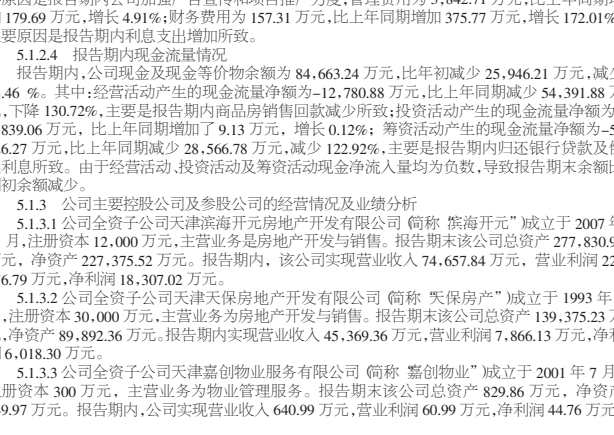 原因是报告期内公司加强广告宣传和项目推广力度,管理费用为 3,842.71 万元,比上年同期增
179.69 万元,增长 4.91%;财务费用为 157.31 万元,比上年同期增加 375.77 万元,增长 172.01%
要原因是报告期内利息支出增加所致。
5.1.2.4 报告期内现金流量情况
报告期内,公司现金及现金等价物余额为 84,663.24 万元,比年初减少 25,946.21 万元,减
.46 %。其中:经营活动产生的现金流量净额为-12,780.88 万元,比上年同期减少 54,391.88
,下降 130.72%,主要是报告期内商品房销售回款减少所致;投资活动产生的现金流量净额为
839.06 万元，比上年同期增加了 9.13 万元，增长 0.12%；筹资活动产生的现金流量净额为-5
6.27 万元,比上年同期减少 28,566.78 万元,减少 122.92%,主要是报告期内归还银行贷款及
利息所致。由于经营活动、投资活动及筹资活动现金净流入量均为负数,导致报告期末余额比
初余额减少。
5.1.3 公司主要控股公司及参股公司的经营情况及业绩分析
5.1.3.1 公司全资子公司天津滨海开元房地产开发有限公司 (简称“滨海开元”)成立于 2007 年
月,注册资本 12,000 万元,主营业务是房地产开发与销售。报告期末该公司总资产 277,830.9
元，净资产 227,375.52 万元。报告期内，该公司实现营业收入 74,657.84 万元，营业利润 22
76.79 万元,净利润 18,307.02 万元。
5.1.3.2 公司全资子公司天津天保房地产开发有限公司 (简称“天保房产”)成立于 1993 年
,注册资本 30,000 万元,主营业务为房地产开发与销售。报告期末该公司总资产 139,375.23 万
,净资产 89,892.36 万元。报告期内实现营业收入 45,369.36 万元,营业利润 7,866.13 万元,净利
6,018.30 万元。
5.1.3.3 公司全资子公司天津嘉创物业服务有限公司 (简称“嘉创物业”)成立于 2001 年 7 月
册资本 300 万元，主营业务为物业管理服务。报告期末该公司总资产 829.86 万元，净资产
9.97 万元。报告期内,公司实现营业收入 640.99 万元,营业利润 60.99 万元,净利润 44.76 万元